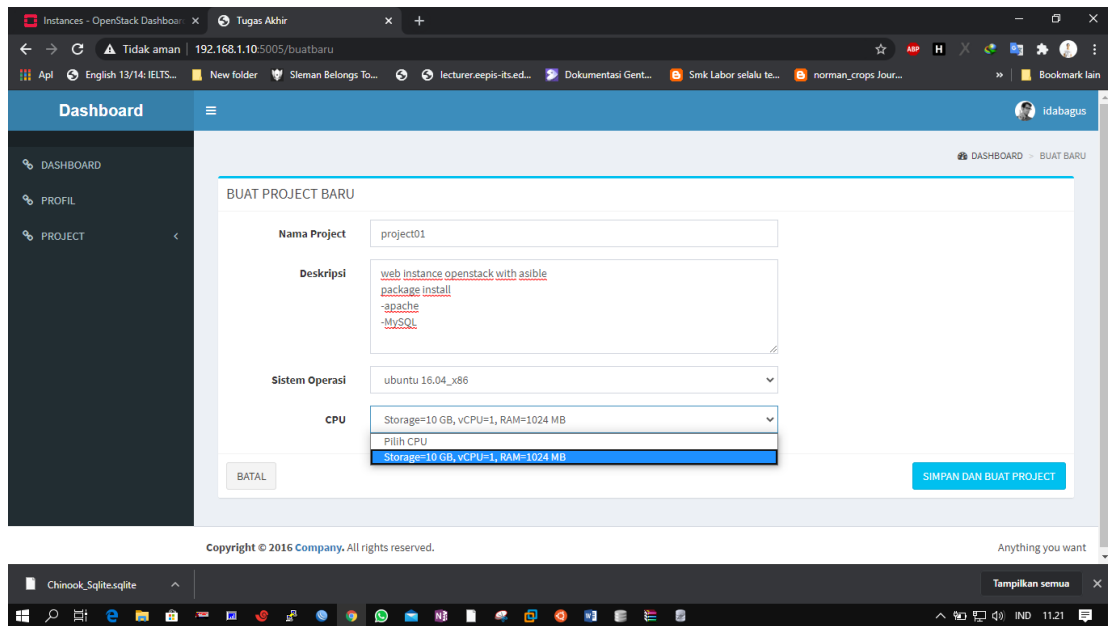 Instances - OpenStack Dashboar
Tugas Akhir
Tidak aman
192.168.1.10:5005/buatbaru
ABP
H
Apl
English 13/14: IELTS...
New folder
Sleman Belongs To...
lecturer.eepis-its.ed...
Dokumentasi Gent...
Smk Labor selalu te...
norman_crops Jour...
»
Bookmark lain
Dashboard
idabagus
DASHBOARD
PROFIL
PROJECT
DASHBOARD > BUAT BARU
BUAT PROJECT BARU
Nama Project
project01
Deskripsi
web instance openstack with asible
package install
-apache
-MySQL
Sistem Operasi
ubuntu 16.04_x86
CPU
Storage=10 GB, vCPU=1, RAM=1024 MB
Pilih CPU
Storage=10 GB, vCPU=1, RAM=1024 MB
BATAL
SIMPAN DAN BUAT PROJECT
Copyright © 2016 Company. All rights reserved.
Anything you want
Chinook_Sqlite.sqlite
Tampilkan semua
IND
11.21